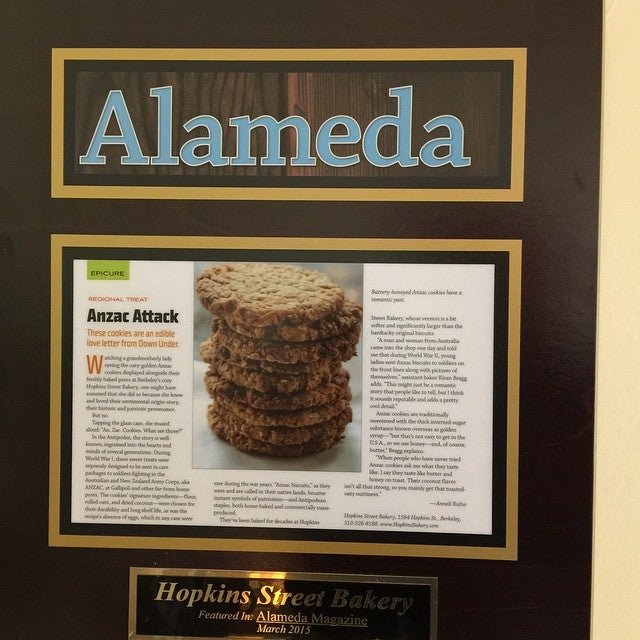 Alameda
EPICURE
REGIONAL TREAT
Anzac Attack
These cookies are an edible
love letter from Down Under.
Watching a grandmotherly lady
eyeing the oaty-golden Anzac
cookies displayed alongside their
freshly baked peers at Berkeley's cozy
Hopkins Street Bakery, one might have
assumed that she did so because she knew
and loved their sentimental origin-story,
their historic and patriotic provenance.
But no.
Tapping the glass case, she mused
aloud: "An. Zac. Cookies. What are those?"
In the Antipodes, the story is well-
known, ingrained into the hearts and
minds of several generations. During
World War I, these sweet treats were
expressly designed to be sent in care
packages to soldiers fighting in the
Australian and New Zealand Army Corps, aka
ANZAC, at Gallipoli and other far-from-home
posts. The cookies' signature ingredients—flour,
rolled oats, and dried coconut—were chosen for
their durability and long shelf life, as was the
recipe's absence of eggs, which in any case were
rare during the war years. "Anzac biscuits," as they
were and are called in their native lands, became
instant symbols of patriotism—and Antipodean
staples, both home-baked and commercially mass-
produced.
They've been baked for decades at Hopkins
Buttery-honeyed Anzac cookies have a
romantic past.
Street Bakery, whose version is a bit
softer and significantly larger than the
hardtacky original biscuits.
"A man and woman from Australia
came into the shop one day and told
me that during World War II, young
ladies sent Anzac biscuits to soldiers on
the front lines along with pictures of
themselves," assistant baker Kiran Bragg
adds. "This might just be a romantic
story that people like to tell, but I think
it sounds reputable and adds a pretty
cool detail."
Anzac cookies are traditionally
sweetened with the thick inverted-sugar
substance known overseas as golden
syrup—"but that's not easy to get in the
U.S.A., so we use honey—and, of course,
butter," Bragg explains.
"When people who have never tried
Anzac cookies ask me what they taste
like, I say they taste like butter and
honey on toast. Their coconut flavor
isn't all that strong, so you mainly get that toasted-
oaty nuttiness."
—Anneli Rufus
Hopkins Street Bakery, 1584 Hopkins St., Berkeley,
510-526-8188, www.HopkinsBakery.com
Hopkins Street Bakery
Featured In: Alameda Magazine
March 2015